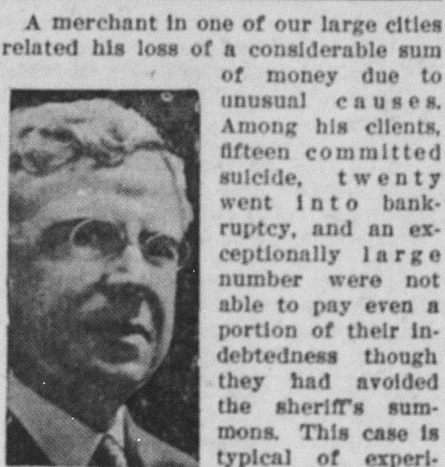 A merchant in one of our large cities
related his loss of a considerable sum
of money due to
unusual causes.
Among his clients,
fifteen committed
suicide, twenty
went into bank-
ruptcy, and an ex-
ceptionally large
number were not
able to pay even a
portion of their in-
debtedness though
they had avoided
the sheriff's sum-
mons. This case is
typical of experi-